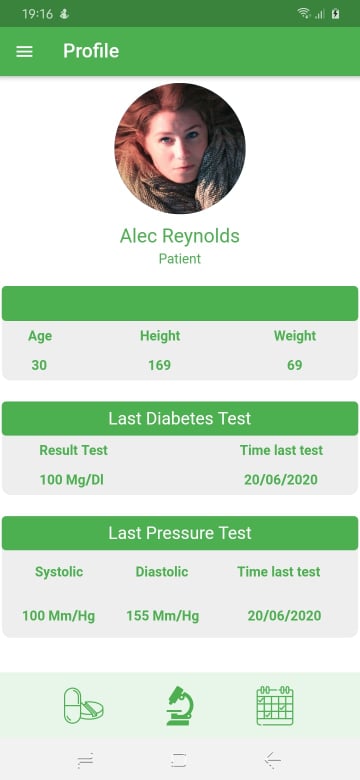 19:16
Profile
Alec Reynolds
Patient
Age Height Weight
30 169 69
Last Diabetes Test
Result Test Time last test
100 Mg/Dl 20/06/2020
Last Pressure Test
Systolic Diastolic Time last test
100 Mm/Hg 155 Mm/Hg 20/06/2020